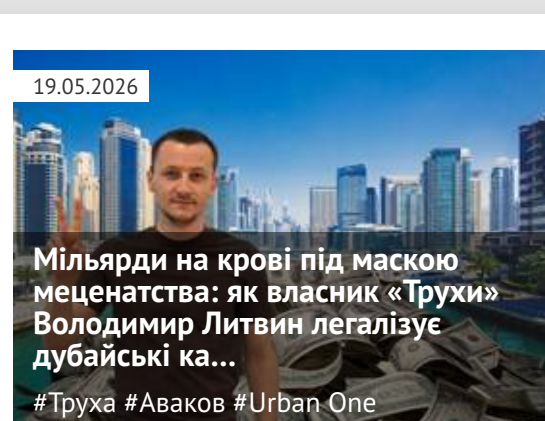 19.05.2026
Мільярди на крові під маскою
меценатства: як власник «Трухи»
Володимир Литвин легалізує
дубайські ка...
#Труха #Аваков #Urban One